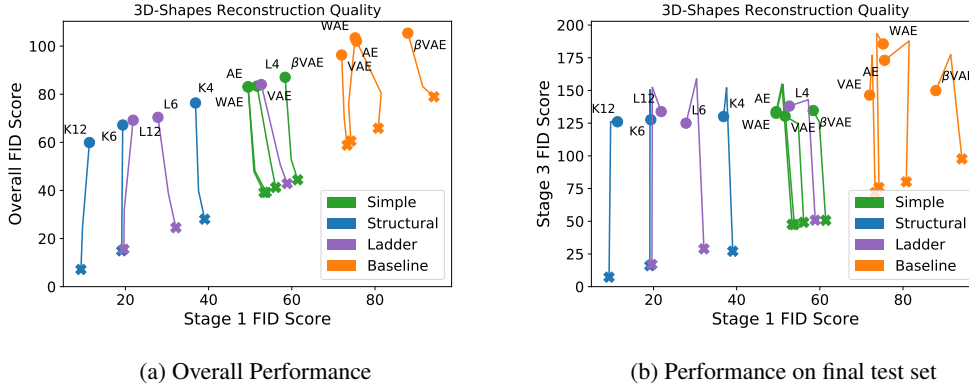 3D-Shapes Reconstruction Quality
Overall FID Score
100
80
60
40
20
0
20
40
60
80
Stage 1 FID Score
K12
K6
L12
L6
K4
AE
WAE
L4
VAE
βVAE
WAE
AE
VAE
βVAE
Simple
Structural
Ladder
Baseline
(a) Overall Performance
3D-Shapes Reconstruction Quality
Stage 3 FID Score
200
175
150
125
100
75
50
25
0
20
40
60
80
Stage 1 FID Score
K12
L12
K6
L6
K4
AE
WAE
L4
VAE
βVAE
WAE
AE
VAE
βVAE
Simple
Structural
Ladder
Baseline
(b) Performance on final test set